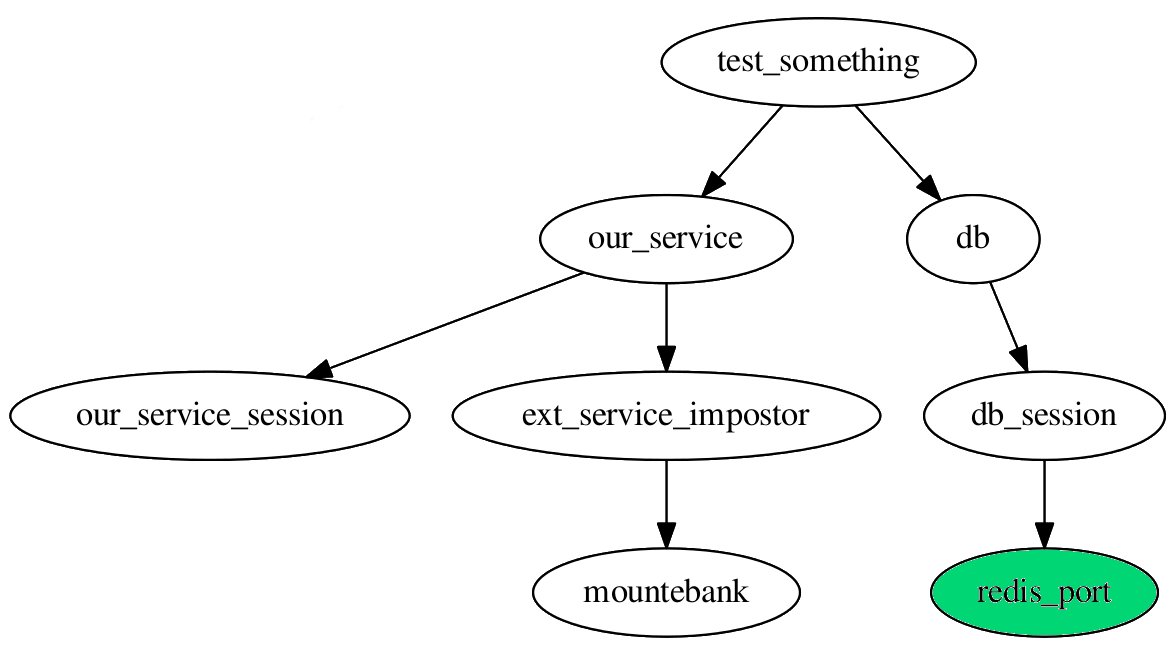 test_something
our_service
db
our_service_session
ext_service_impostor
db_session
mountebank
redis_port